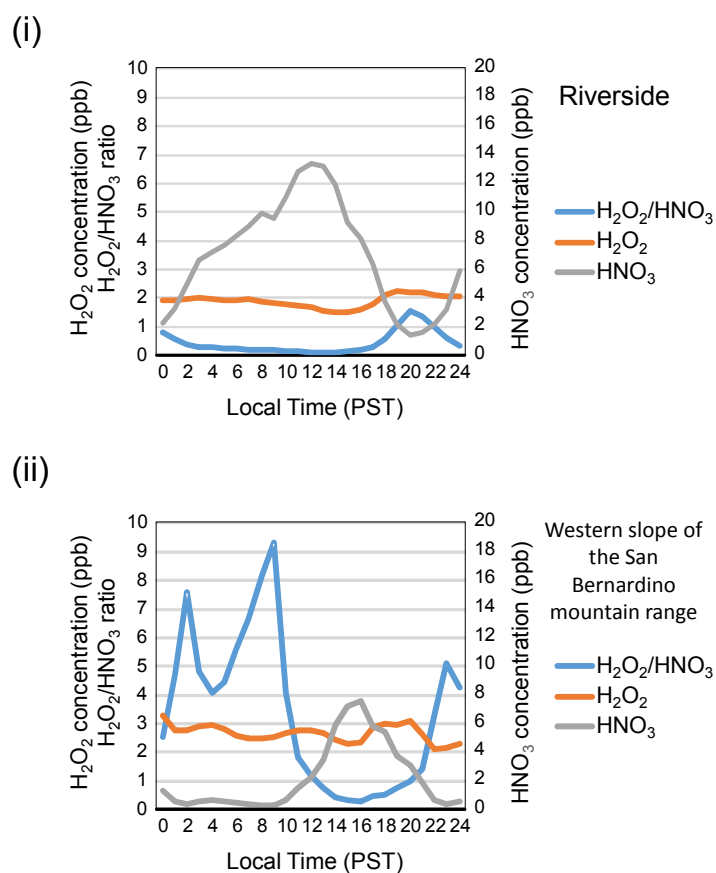 (i)
H₂O₂ concentration (ppb)
H₂O₂/HNO₃ ratio
10
9
8
7
6
5
4
3
2
1
0
20
18
16
14
12
10
8
6
4
2
0
HNO₃ concentration (ppb)
0 2 4 6 8 10 12 14 16 18 20 22 24
Local Time (PST)
Riverside
H₂O₂/HNO₃
H₂O₂
HNO₃
(ii)
H₂O₂ concentration (ppb)
H₂O₂/HNO₃ ratio
10
9
8
7
6
5
4
3
2
1
0
20
18
16
14
12
10
8
6
4
2
0
HNO₃ concentration (ppb)
0 2 4 6 8 10 12 14 16 18 20 22 24
Local Time (PST)
Western slope of
the San
Bernardino
mountain range
H₂O₂/HNO₃
H₂O₂
HNO₃